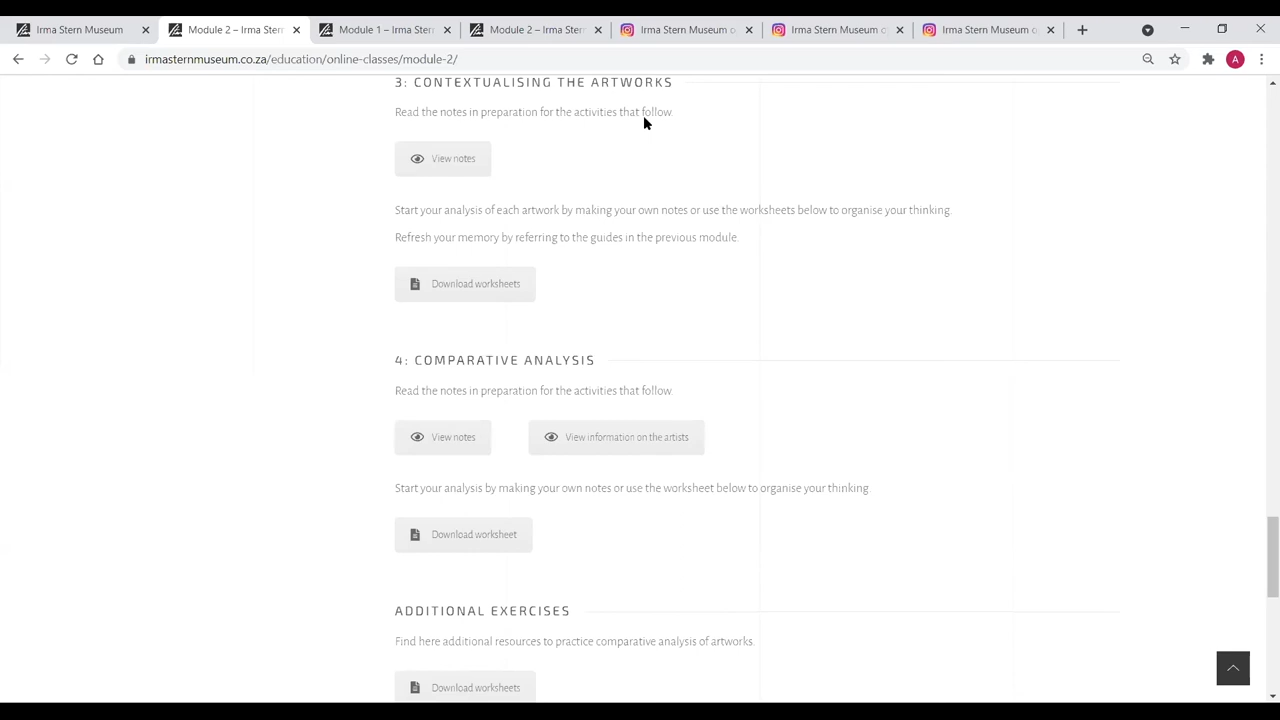 Irma Stern Museum
Module 2 – Irma Ster
Module 1 – Irma Stern
Module 2 – Irma Stern
Irma Stern Museum o
Irma Stern Museum o
Irma Stern Museum o
irmasternmuseum.co.za/education/online-classes/module-2/
A
3: CONTEXTUALISING THE ARTWORKS
Read the notes in preparation for the activities that follow.
View notes
Start your analysis of each artwork by making your own notes or use the worksheets below to organise your thinking.
Refresh your memory by referring to the guides in the previous module.
Download worksheets
4: COMPARATIVE ANALYSIS
Read the notes in preparation for the activities that follow.
View notes
View information on the artists
Start your analysis by making your own notes or use the worksheet below to organise your thinking
Download worksheet
ADDITIONAL EXERCISES
Find here additional resources to practice comparative analysis of artworks.
Download worksheets